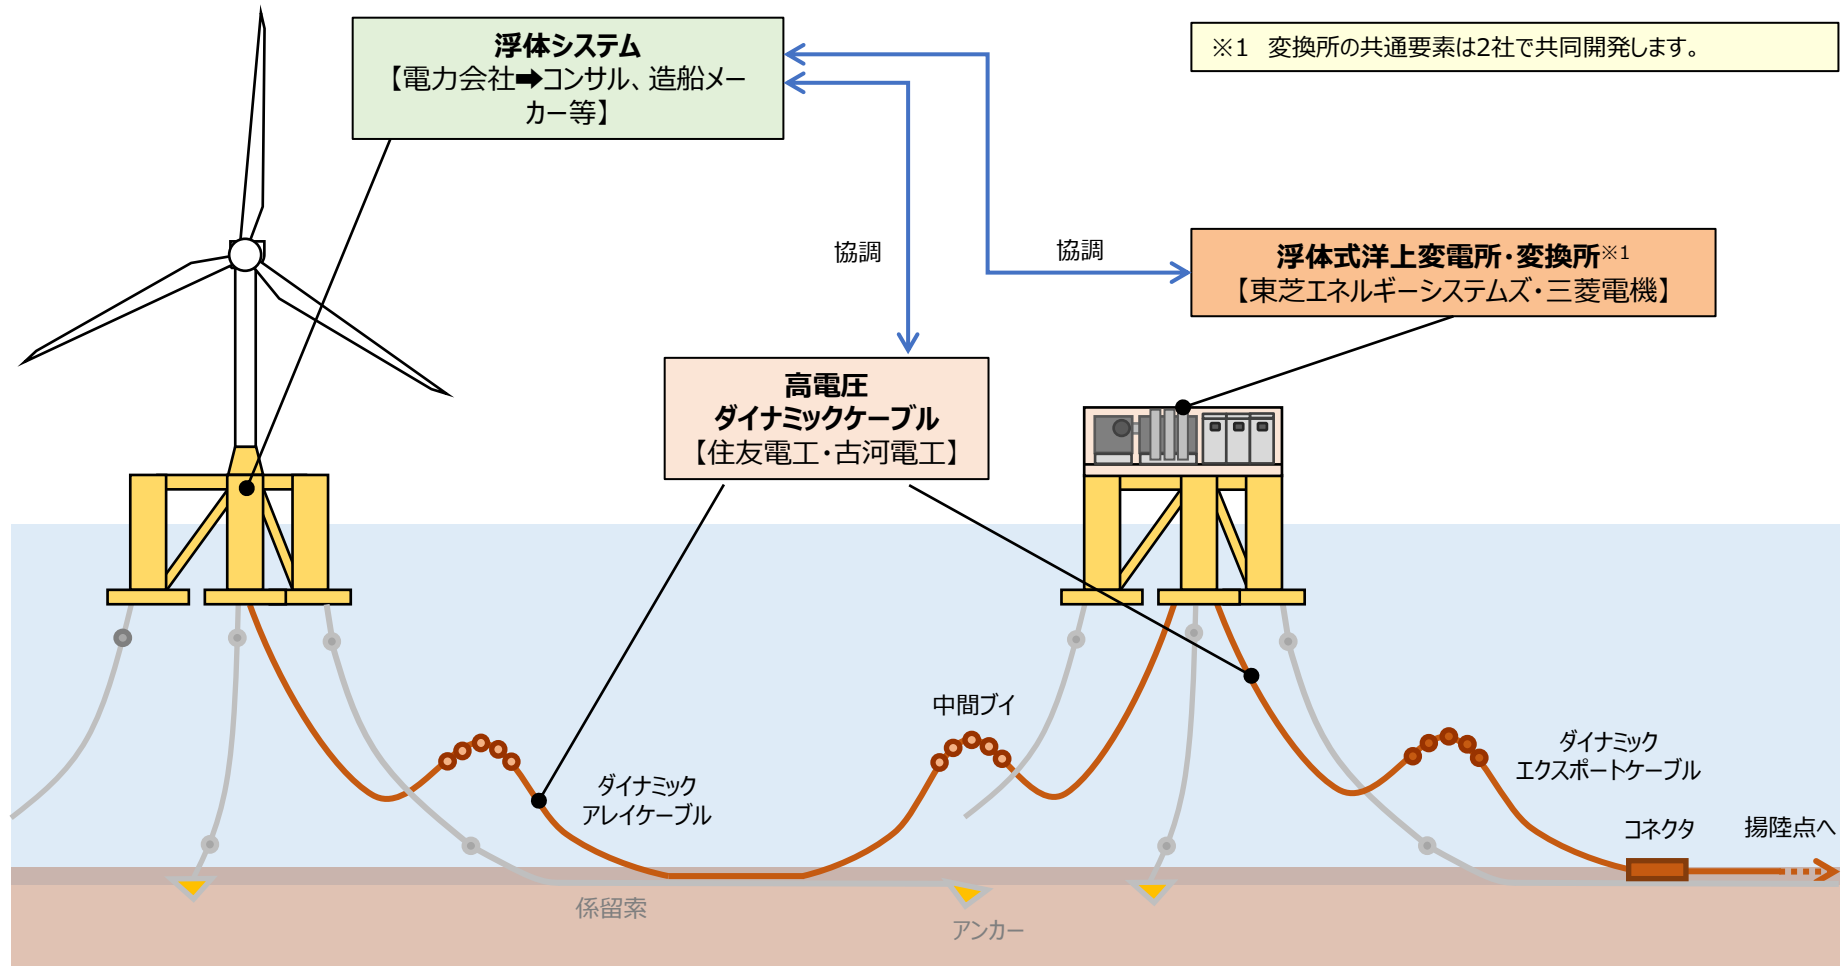 浮体システム
【電力会社➡コンサル、造船メー
カー等】
※1 変換所の共通要素は2社で共同開発します。
協調
協調
浮体式洋上変電所・変換所※1
【東芝エネルギーシステムズ・三菱電機】
高電圧
ダイナミックケーブル
【住友電工・古河電工】
中間ブイ
ダイナミック
アレイケーブル
ダイナミック
エクスポートケーブル
コネクタ
揚陸点へ
係留索
アンカー